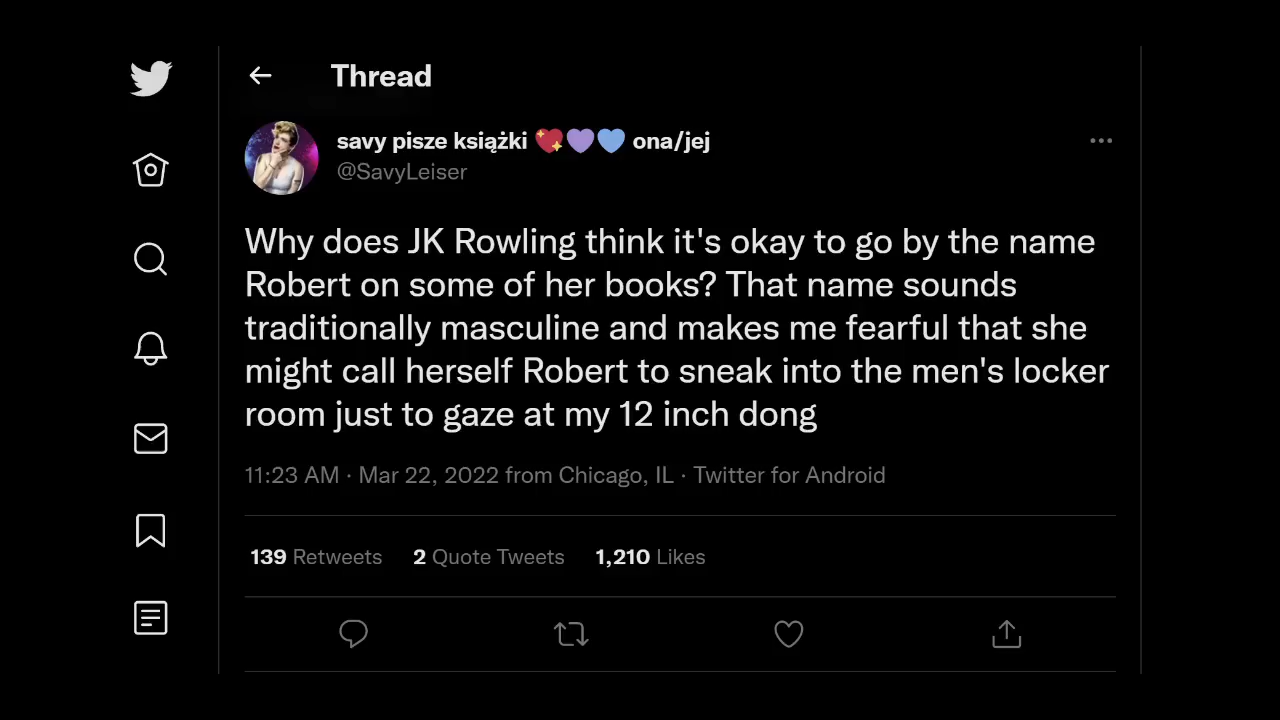 Thread
savy pisze książki 💖💜💙 ona/jej
@SavyLeiser
Why does JK Rowling think it's okay to go by the name
Robert on some of her books? That name sounds
traditionally masculine and makes me fearful that she
might call herself Robert to sneak into the men's locker
room just to gaze at my 12 inch dong
11:23 AM · Mar 22, 2022 from Chicago, IL · Twitter for Android
139 Retweets 2 Quote Tweets 1,210 Likes